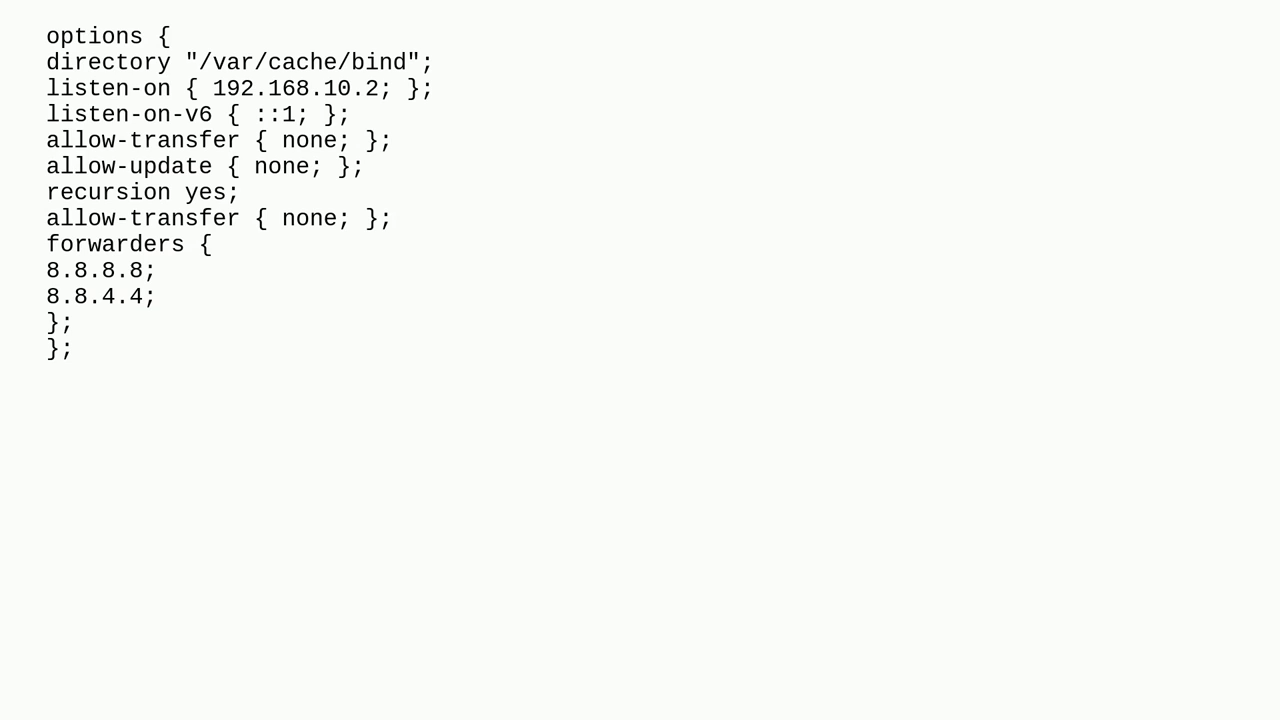 options {
directory "/var/cache/bind";
listen-on { 192.168.10.2; };
listen-on-v6 { ::1; };
allow-transfer { none; };
allow-update { none; };
recursion yes;
allow-transfer { none; };
forwarders {
8.8.8.8;
8.8.4.4;
};
};